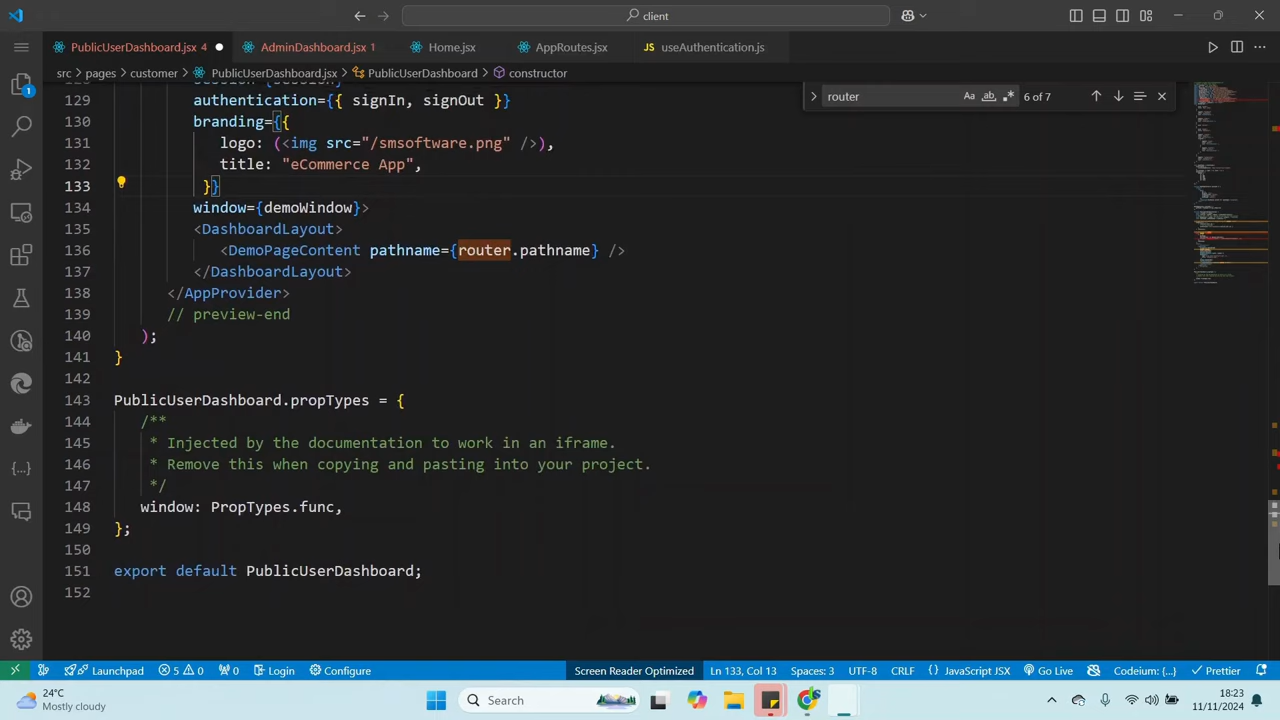 client
PublicUserDashboard.jsx 4
AdminDashboard.jsx 1
Home.jsx
AppRoutes.jsx
JS useAuthentication.js
src > pages > customer > PublicUserDashboard.jsx > PublicUserDashboard > constructor
router
Aa ab 6 of 7
129 authentication={{ signIn, signOut }}
130 branding={{
131 logo: (<img src="/smsoftware.png" />),
132 title: "eCommerce App",
133 }}
134 window={demoWindow}>
135 <DashboardLayout>
136 <DemoPageContent pathname={router.pathname} />
137 </DashboardLayout>
138 </AppProvider>
139 // preview-end
140 );
141 }
142
143 PublicUserDashboard.propTypes = {
144 /**
145 * Injected by the documentation to work in an iframe.
146 * Remove this when copying and pasting into your project.
147 */
148 window: PropTypes.func,
149 };
150
151 export default PublicUserDashboard;
152
1
Launchpad 5 0 0 Login Configure Screen Reader Optimized Ln 133, Col 13 Spaces: 3 UTF-8 CRLF {} JavaScript JSX Go Live Codeium: {...} Prettier
24°C
Mostly cloudy
Search
18:23
11/11/2024